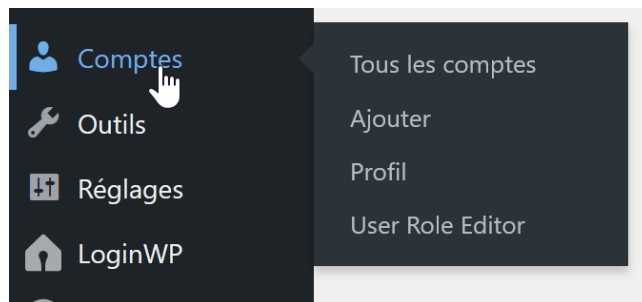 Comptes
Outils
Réglages
LoginWP
Tous les comptes
Ajouter
Profil
User Role Editor